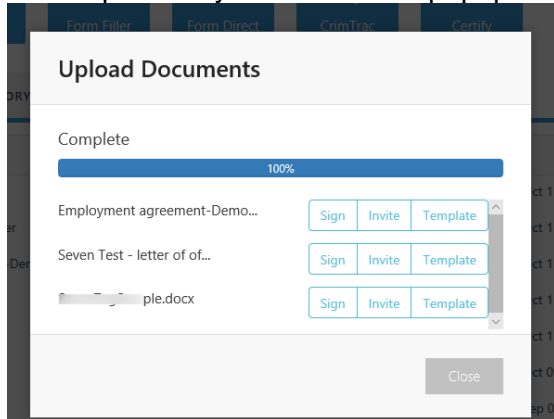 Form Filler Form Direct CrimTrac Certify
Upload Documents
ORY
Complete
100%
Employment agreement-Demo... Sign Invite Template
Seven Test - letter of of... Sign Invite Template
ple.docx Sign Invite Template
Close